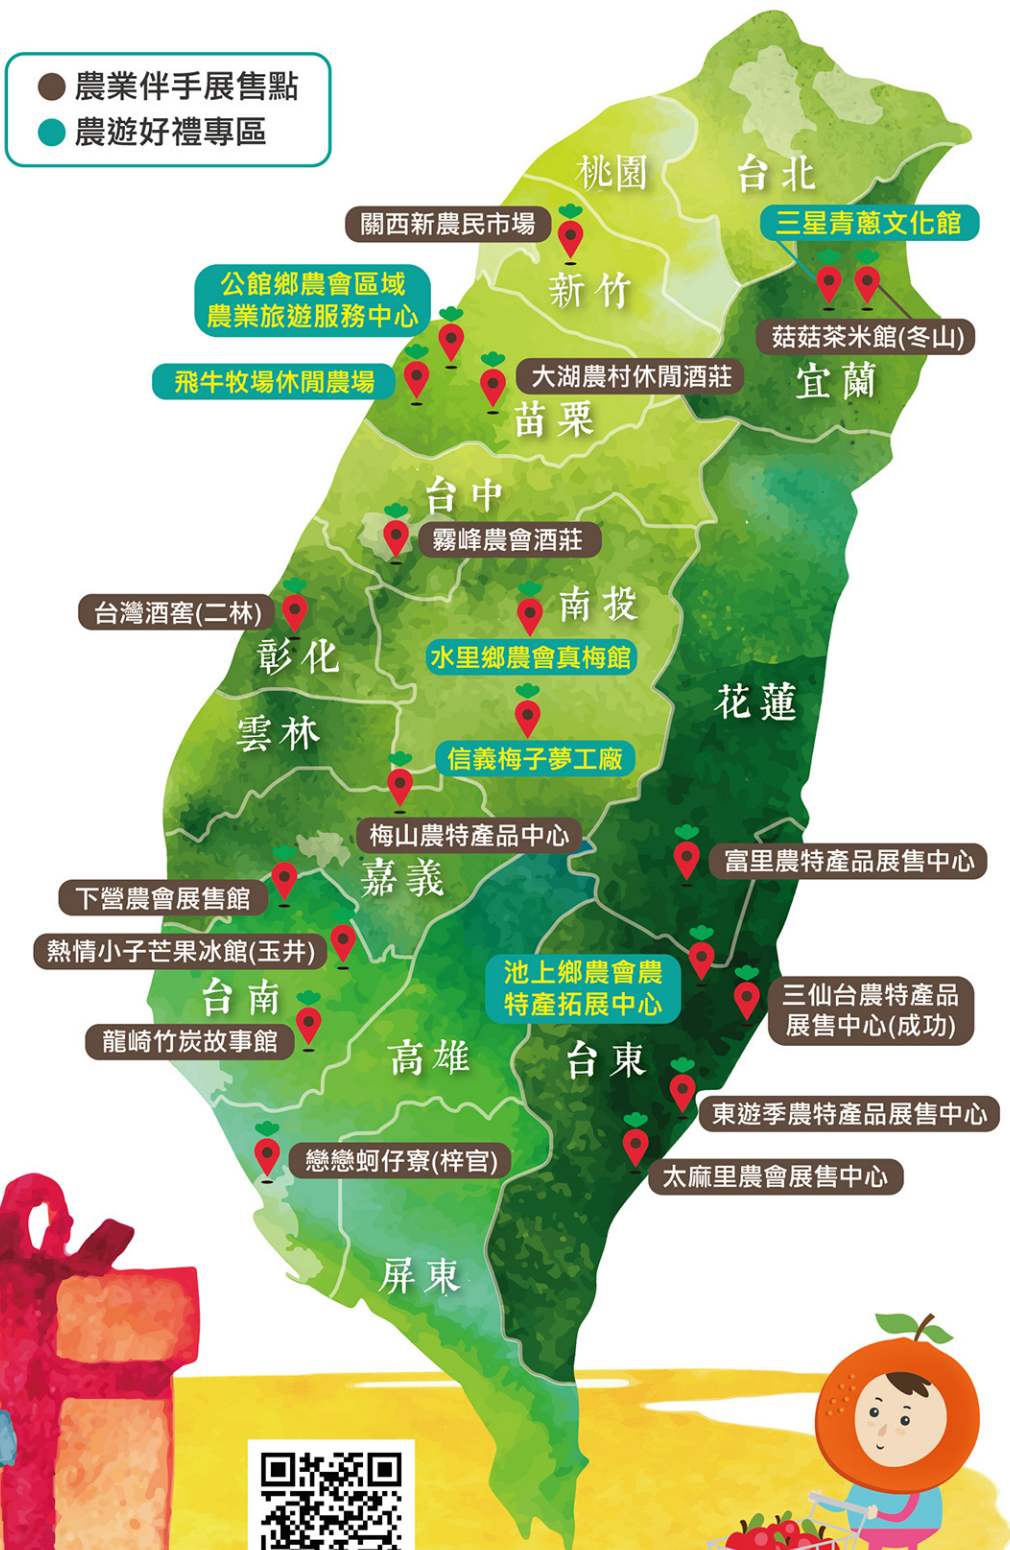 農業伴手展售點
農遊好禮專區
桃園
台北
關西新農民市場
三星青蔥文化館
公館鄉農會區域
農業旅遊服務中心
新竹
菇菇茶米館(冬山)
飛牛牧場休閒農場
大湖農村休閒酒莊
宜蘭
苗栗
台中
霧峰農會酒莊
台灣酒窖(二林)
南投
彰化
水里鄉農會真梅館
花蓮
雲林
信義梅子夢工廠
梅山農特產品中心
富里農特產品展售中心
嘉義
下營農會展售館
熱情小子芒果冰館(玉井)
池上鄉農會農
特產拓展中心
台南
三仙台農特產品
展售中心(成功)
龍崎竹炭故事館
高雄
台東
東遊季農特產品展售中心
戀戀蚵仔寮(梓官)
太麻里農會展售中心
屏東